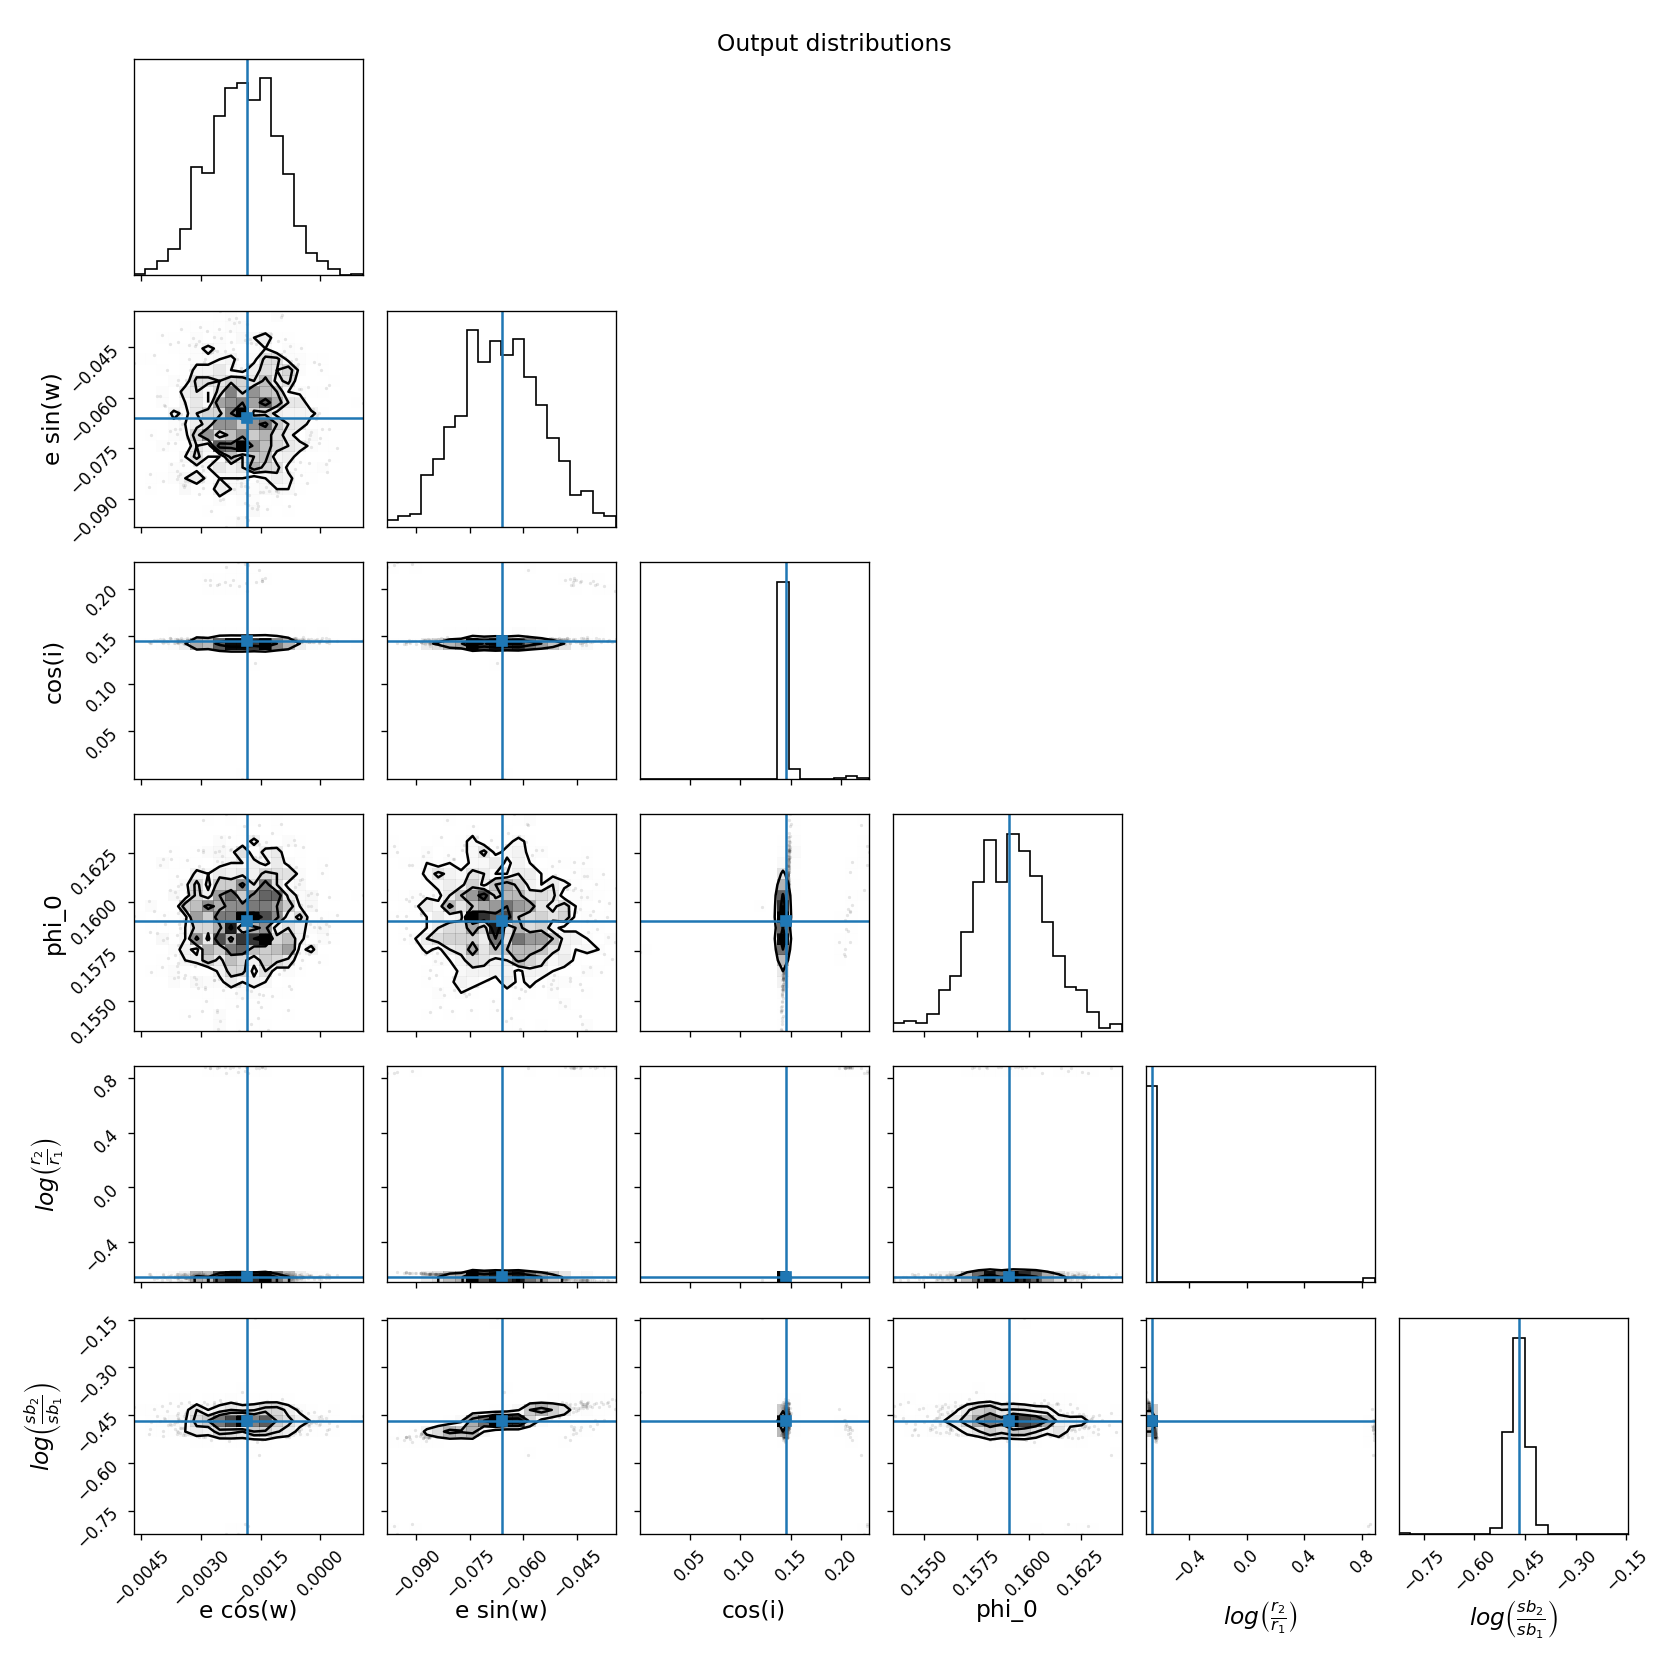 Output distributions
e sin(w)
−0.045
−0.060
−0.075
−0.090
cos(i)
0.20
0.15
0.10
0.05
phi_0
0.1625
0.1600
0.1575
0.1550
log(r₂/r₁)
0.8
0.4
0.0
−0.4
log(sb₂/sb₁)
−0.15
−0.30
−0.45
−0.60
−0.75
−0.0045 −0.0030 −0.0015 0.0000 −0.090 −0.075 −0.060 −0.045 0.05 0.10 0.15 0.20 0.1550 0.1575 0.1600 0.1625 −0.4 0.0 0.4 0.8 −0.75 −0.60 −0.45 −0.30 −0.15
e cos(w) e sin(w) cos(i) phi_0 log(r₂/r₁) log(sb₂/sb₁)